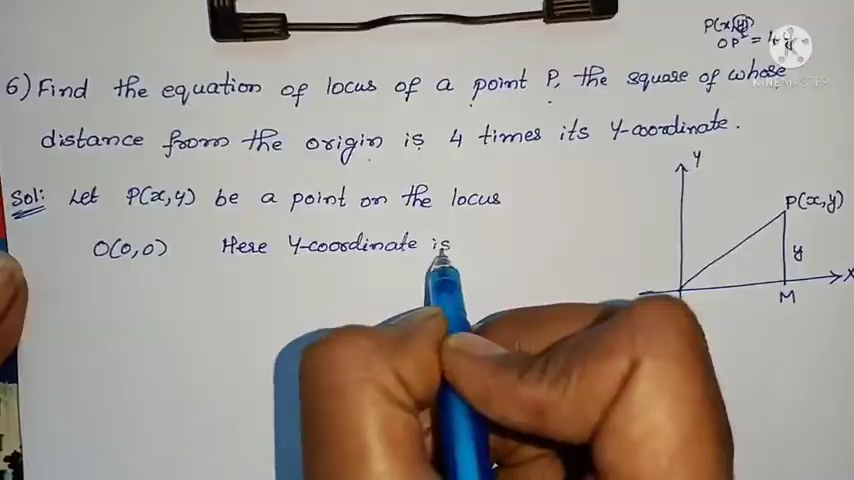 P(x,y)
OP² = 4y
KINEMASTER
6) Find the equation of locus of a point P, the square of whose
distance from the origin is 4 times its Y-coordinate.
Sol: Let P(x,y) be a point on the locus
O(0,0) Here Y-coordinate is
Y
P(x,y)
y
X
M